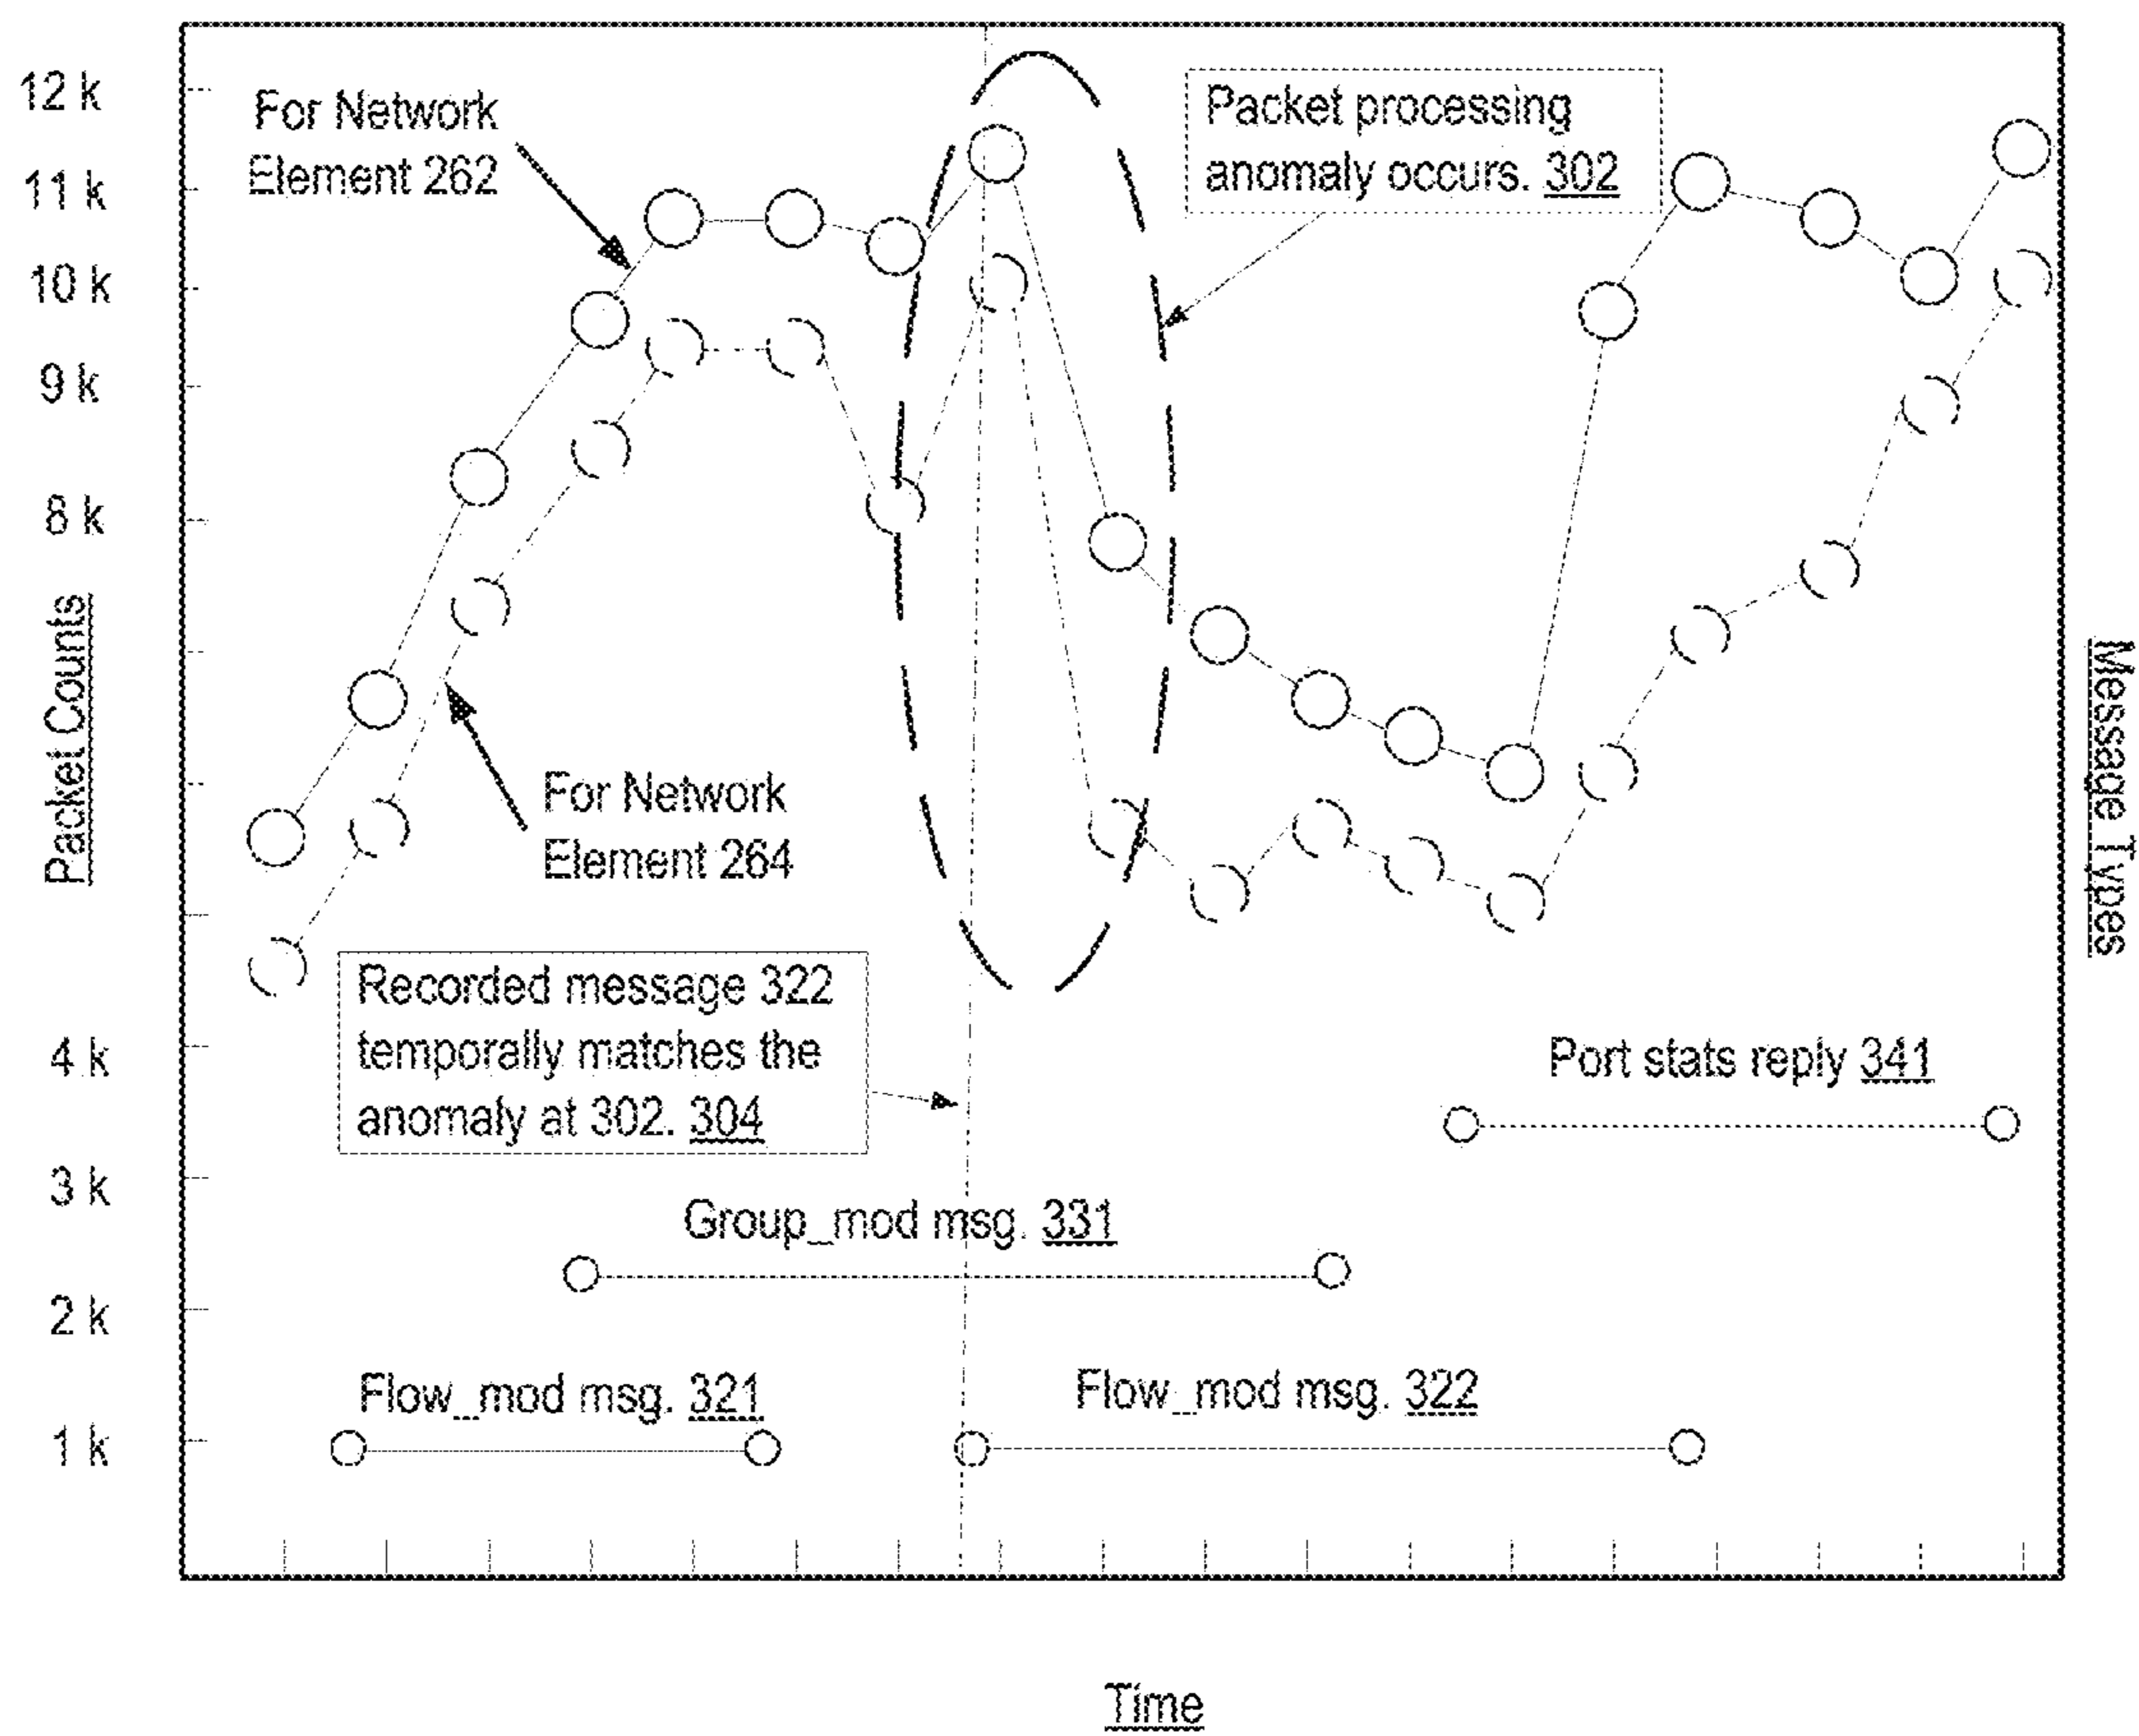 12 k
11 k
10 k
9 k
8 k
4 k
3 k
2 k
1 k
Packet Counts
For Network
Element 262
Packet processing
anomaly occurs. 302
For Network
Element 264
Recorded message 322
temporally matches the
anomaly at 302. 304
Port stats reply 341
Group_mod msg. 331
Flow_mod msg. 321
Flow_mod msg. 322
Message Types
Time